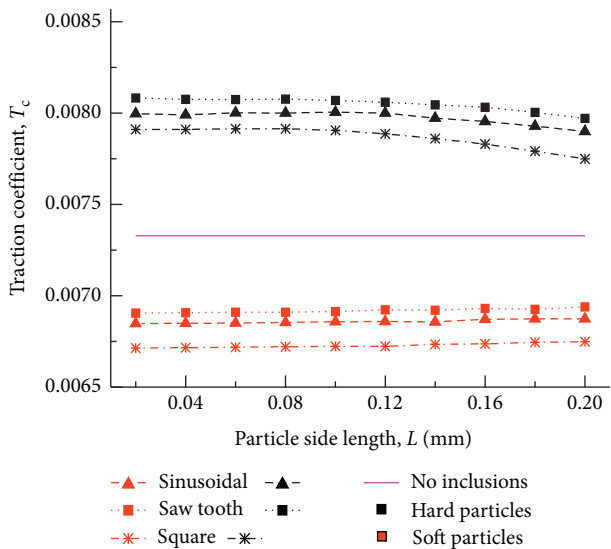 0.0085
0.0080
0.0075
0.0070
0.0065
Traction coefficient, Tc
0.04 0.08 0.12 0.16 0.20
Particle side length, L (mm)
Sinusoidal No inclusions
Saw tooth Hard particles
Square Soft particles